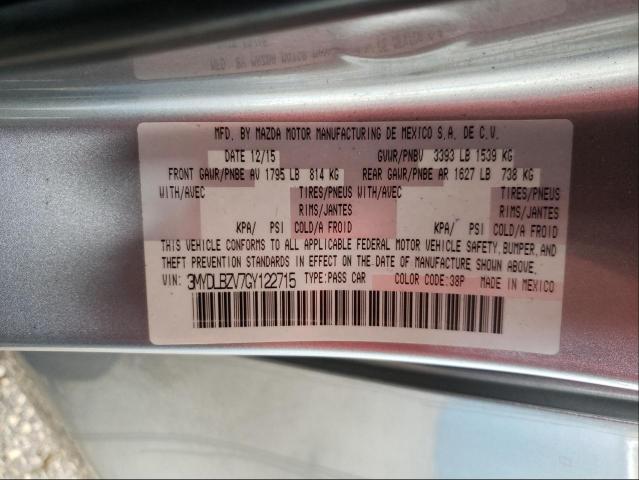 MFD. BY MAZDA MOTOR MANUFACTURING DE MEXICO S.A. DE C.V.
DATE 12/15 GVWR/PNBV 3393 LB 1539 KG
FRONT GAWR/PNBE AV 1795 LB 814 KG REAR GAWR/PNBE AR 1627 LB 738 KG
WITH/AVEC TIRES/PNEUS WITH/AVEC TIRES/PNEUS
RIMS/JANTES RIMS/JANTES
KPA/ PSI COLD/A FROID KPA/ PSI COLD/A FROID
THIS VEHICLE CONFORMS TO ALL APPLICABLE FEDERAL MOTOR VEHICLE SAFETY, BUMPER, AND
THEFT PREVENTION STANDARDS IN EFFECT ON THE DATE OF MANUFACTURE SHOWN ABOVE.
VIN: 3MYDLBZV7GY122715 TYPE: PASS CAR COLOR CODE: 38P MADE IN MEXICO